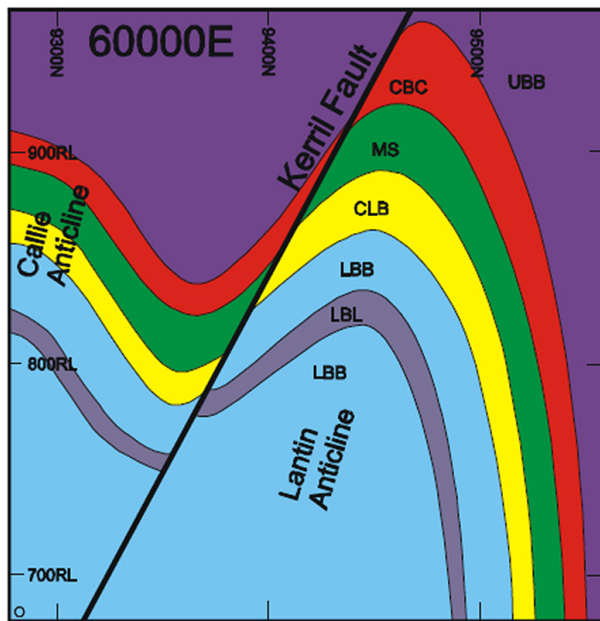 60000E
9300N
9400N
9500N
UBB
CBC
Kerril Fault
900RL
MS
Callie
Anticline
CLB
LBB
LBL
800RL
LBB
Lantin
Anticline
700RL
O